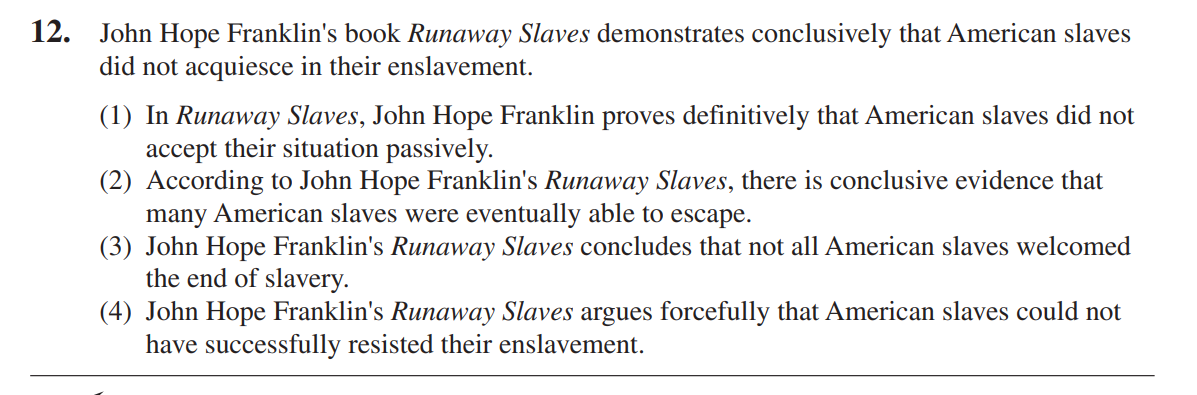 12. John Hope Franklin's book Runaway Slaves demonstrates conclusively that American slaves
did not acquiesce in their enslavement.
(1) In Runaway Slaves, John Hope Franklin proves definitively that American slaves did not
accept their situation passively.
(2) According to John Hope Franklin's Runaway Slaves, there is conclusive evidence that
many American slaves were eventually able to escape.
(3) John Hope Franklin's Runaway Slaves concludes that not all American slaves welcomed
the end of slavery.
(4) John Hope Franklin's Runaway Slaves argues forcefully that American slaves could not
have successfully resisted their enslavement.